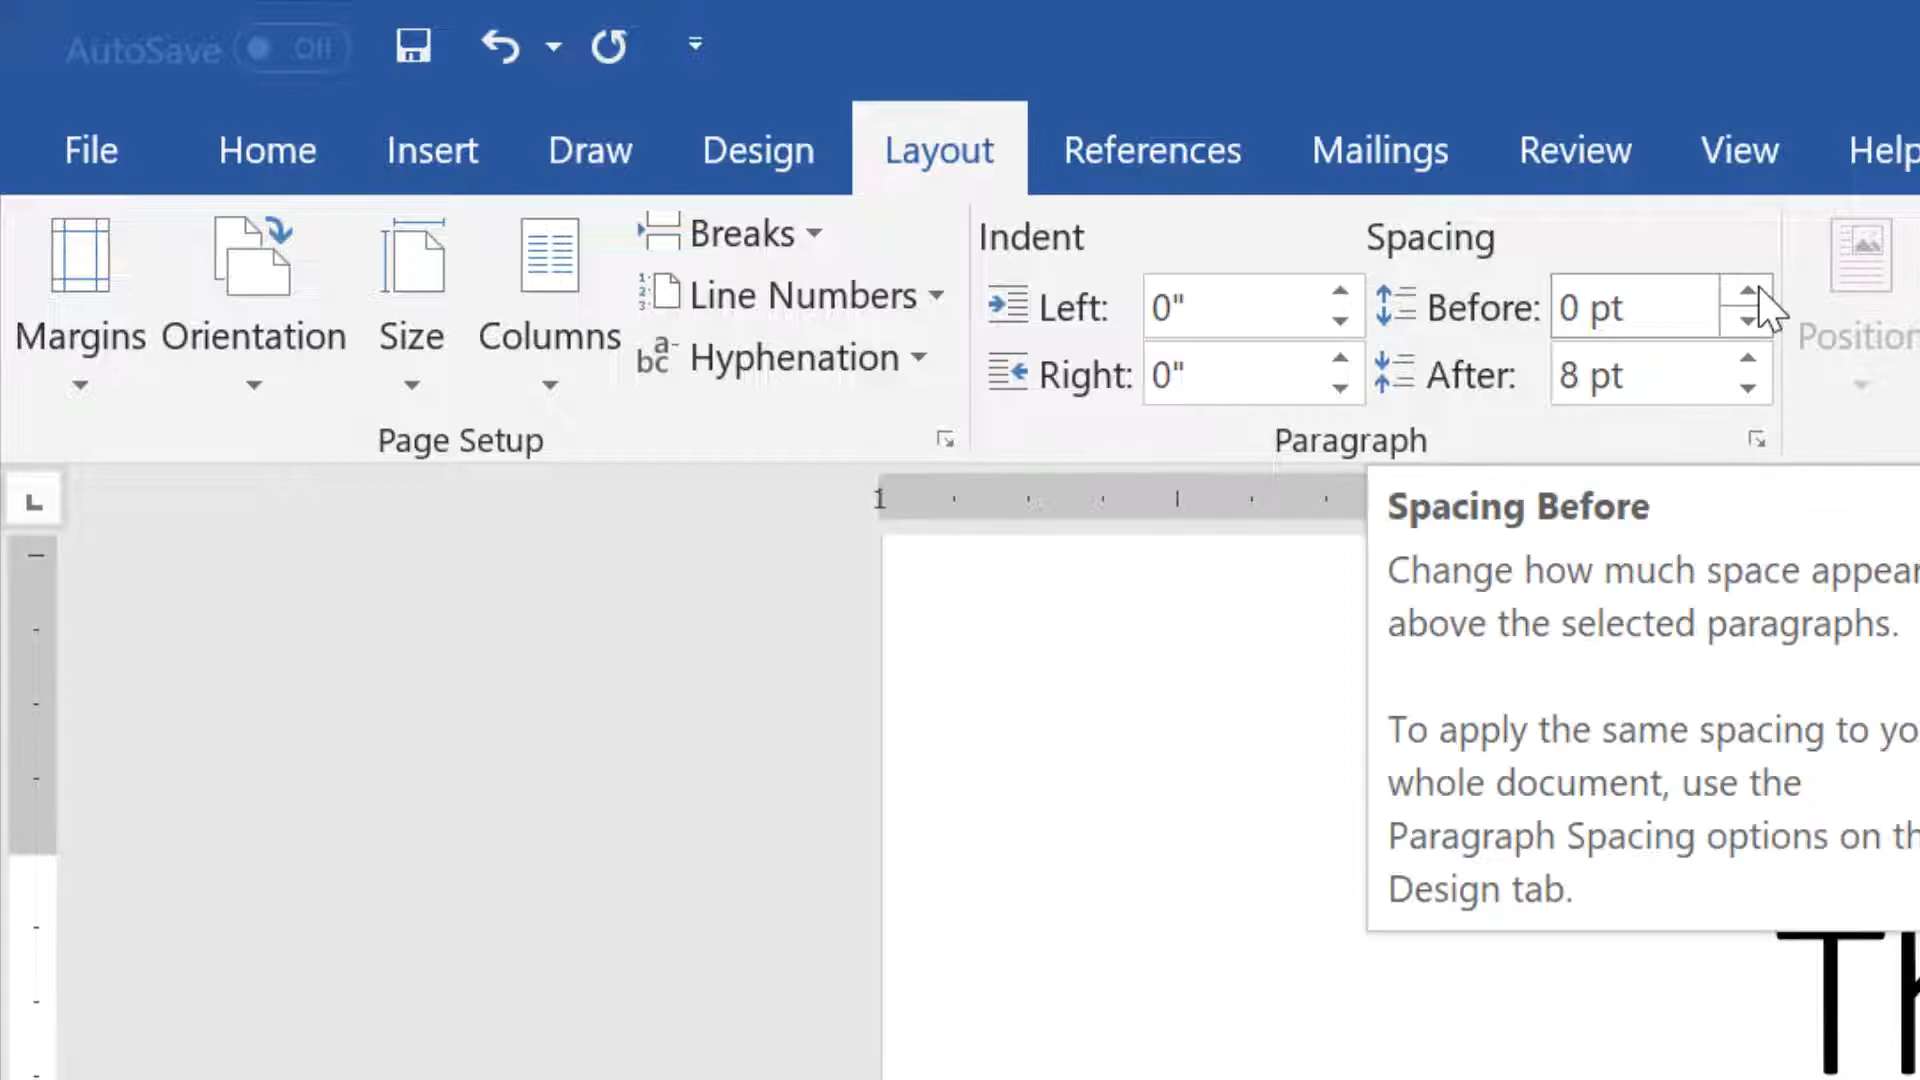 AutoSave Off
File Home Insert Draw Design Layout References Mailings Review View Help
Breaks
Line Numbers
Hyphenation
Margins Orientation Size Columns
Page Setup
Indent Spacing
Left: 0" Before: 0 pt
Right: 0" After: 8 pt
Paragraph
Position
1
Spacing Before
Change how much space appear
above the selected paragraphs.
To apply the same spacing to yo
whole document, use the
Paragraph Spacing options on th
Design tab.
Th